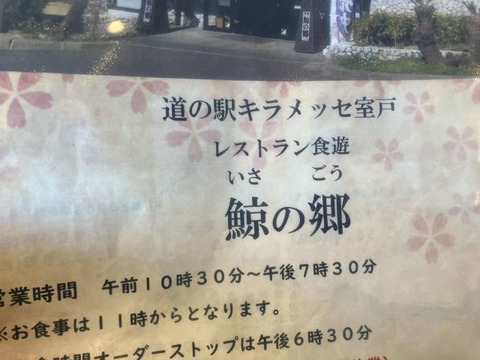 道の駅キラメッセ室戸
レストラン食遊
いさ ごう
鯨の郷
営業時間 午前10時30分～午後7時30分
※お食事は11時からとなります。
時間オーダーストップは午後6時30分